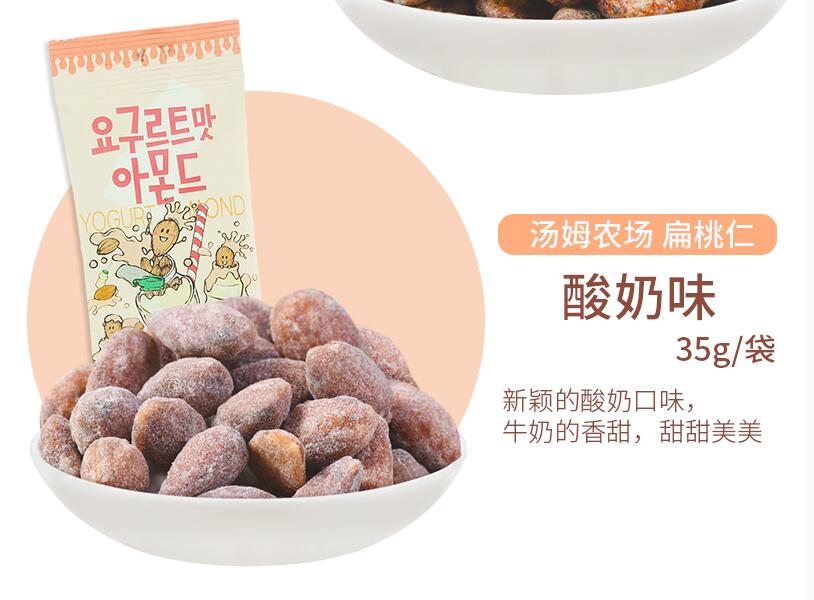 요구르트맛
아몬드
YOGURT ALMOND
汤姆农场 扁桃仁
酸奶味
35g/袋
新颖的酸奶口味，
牛奶的香甜，甜甜美美